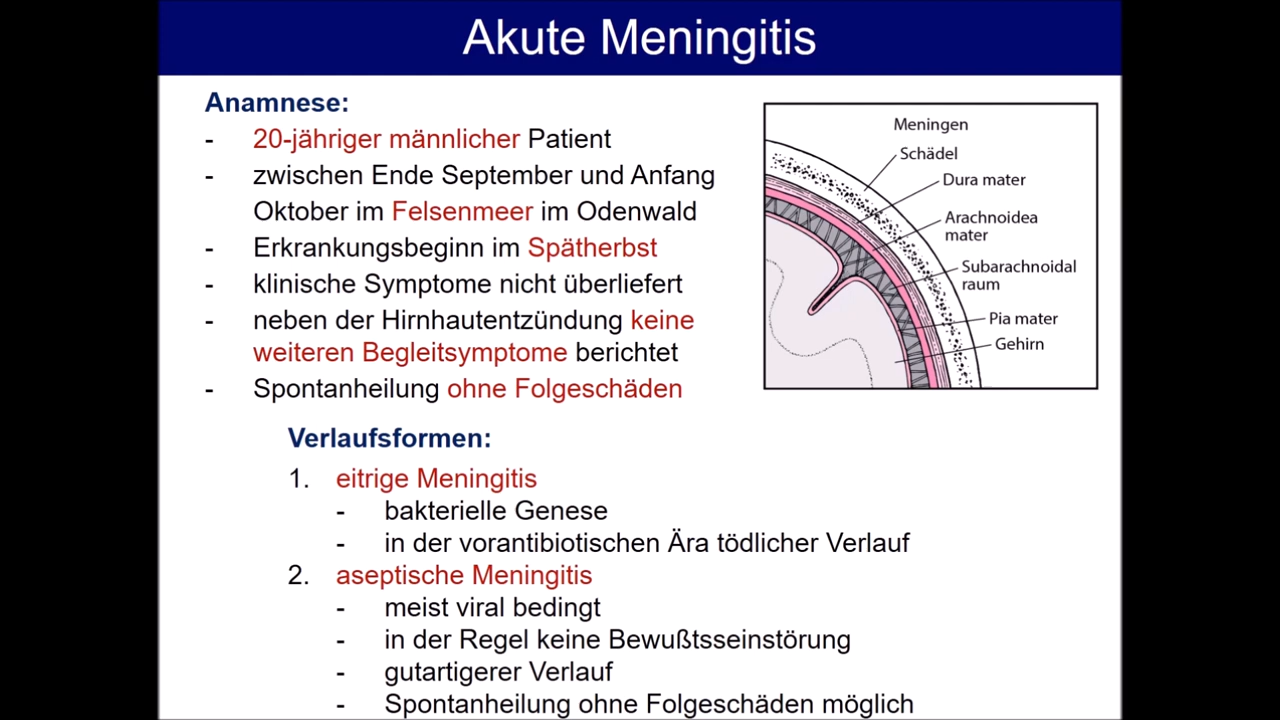 Akute Meningitis
Anamnese:
- 20-jähriger männlicher Patient
- zwischen Ende September und Anfang
Oktober im Felsenmeer im Odenwald
- Erkrankungsbeginn im Spätherbst
- klinische Symptome nicht überliefert
- neben der Hirnhautentzündung keine
weiteren Begleitsymptome berichtet
- Spontanheilung ohne Folgeschäden
Meningen
Schädel
Dura mater
Arachnoidea
mater
Subarachnoidal
raum
Pia mater
Gehirn
Verlaufsformen:
1. eitrige Meningitis
- bakterielle Genese
- in der vorantibiotischen Ära tödlicher Verlauf
2. aseptische Meningitis
- meist viral bedingt
- in der Regel keine Bewußtsseinstörung
- gutartigerer Verlauf
- Spontanheilung ohne Folgeschäden möglich